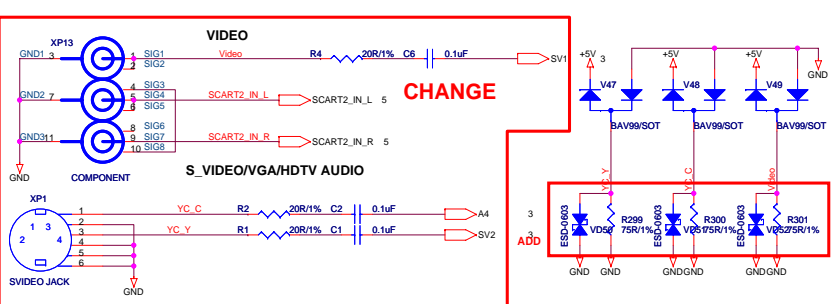 VIDEO
XP13
GND1 3
1 SIG1
2 SIG2
Video
R4 20R/1% C6 0.1uF
SV1
GND2 7
4 SIG3
5 SIG4
6 SIG5
SCART2_IN_L
SCART2_IN_L 5
CHANGE
GND3 11
8 SIG6
9 SIG7
10 SIG8
SCART2_IN_R
SCART2_IN_R 5
GND
COMPONENT
S_VIDEO/VGA/HDTV AUDIO
XP1
1
2
3
4
5
6
1 3
2 4
YC_C
R2 20R/1% C2 0.1uF
A4 3
YC_Y
R1 20R/1% C1 0.1uF
SV2 3
SVIDEO JACK
GND
+5V 3 +5V +5V
GND
V47 V48 V49
BAV99/SOT BAV99/SOT BAV99/SOT
YC_Y YC_C Video
ADD
ESD-0603 ESD-0603 ESD-0603
R299 R300 R301
VD50 75R/1% VD51 75R/1% VD52 75R/1%
GND GND GND GND GND GND